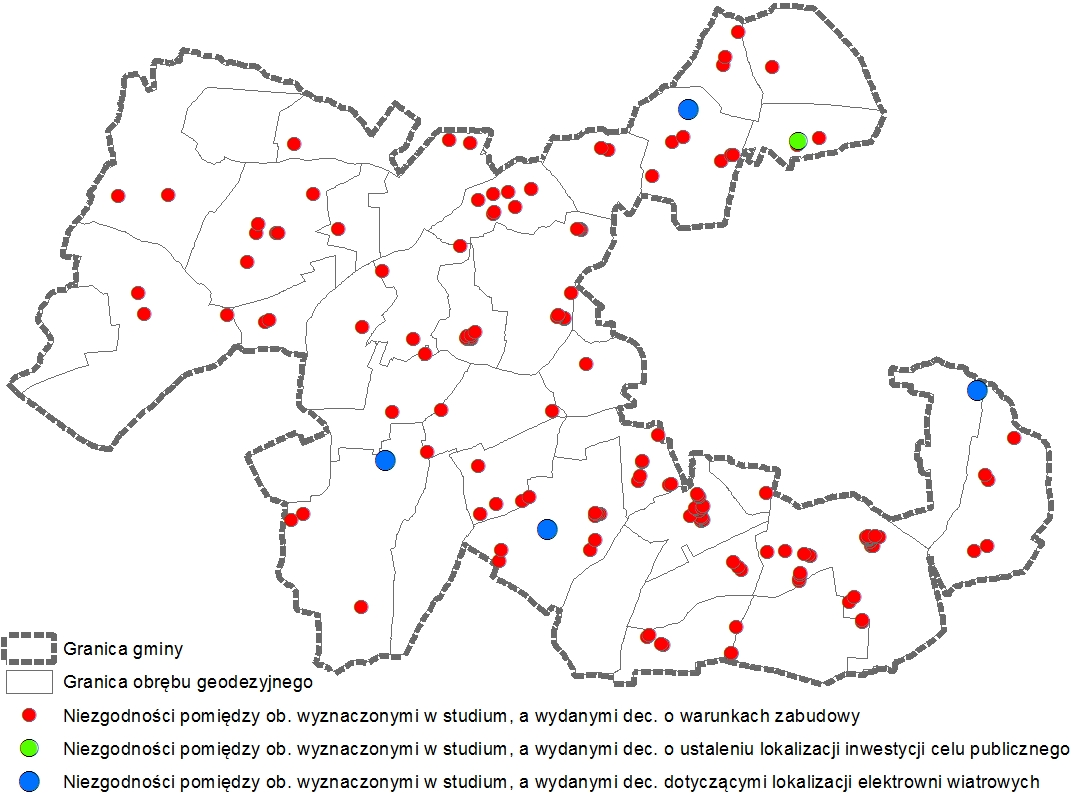 Granica gminy
Granica obrębu geodezyjnego
Niezgodności pomiędzy ob. wyznaczonymi w studium, a wydanymi dec. o warunkach zabudowy
Niezgodności pomiędzy ob. wyznaczonymi w studium, a wydanymi dec. o ustaleniu lokalizacji inwestycji celu publicznego
Niezgodności pomiędzy ob. wyznaczonymi w studium, a wydanymi dec. dotyczącymi lokalizacji elektrowni wiatrowych